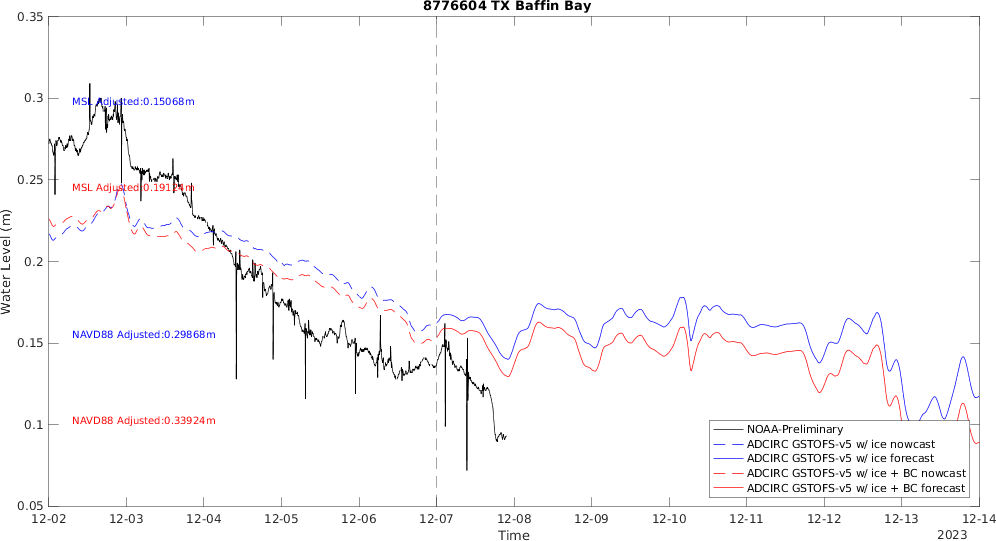 8776604 TX Baffin Bay
0.35
0.3
0.25
0.2
0.15
0.1
0.05
Water Level (m)
MSL Adjusted:0.15068m
MSL Adjusted:0.19124m
NAVD88 Adjusted:0.29868m
NAVD88 Adjusted:0.33924m
NOAA-Preliminary
ADCIRC GSTOFS-v5 w/ ice nowcast
ADCIRC GSTOFS-v5 w/ ice forecast
ADCIRC GSTOFS-v5 w/ ice + BC nowcast
ADCIRC GSTOFS-v5 w/ ice + BC forecast
12-02 12-03 12-04 12-05 12-06 12-07 12-08 12-09 12-10 12-11 12-12 12-13 12-14
Time
2023